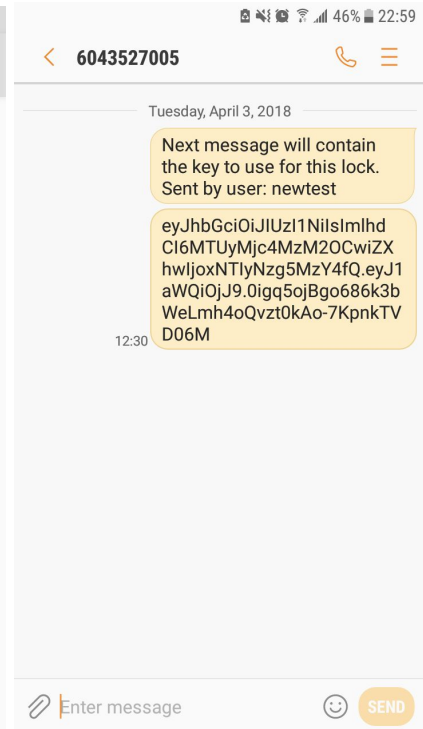 46% 22:59
6043527005
Tuesday, April 3, 2018
Next message will contain
the key to use for this lock.
Sent by user: newtest
eyJhbGciOiJIUzI1NiIsImlhd
CI6MTUyMjc4MzM2OCwiZX
hwIjoxNTIyNzg5MzY4fQ.eyJ1
aWQiOjJ9.0igq5ojBgo686k3b
WeLmh4oQvzt0kAo-7KpnkTV
D06M
12:30
Enter message
SEND